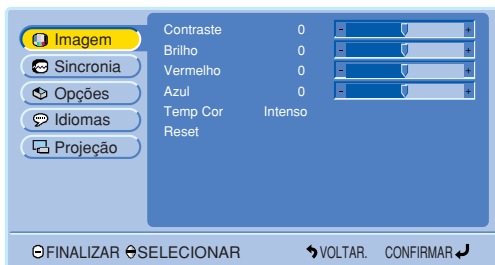 Imagem
Sincronia
Opções
Idiomas
Projeção
Contraste 0 - +
Brilho 0 - +
Vermelho 0 - +
Azul 0 - +
Temp Cor Intenso
Reset
FINALIZAR SELECIONAR VOLTAR. CONFIRMAR